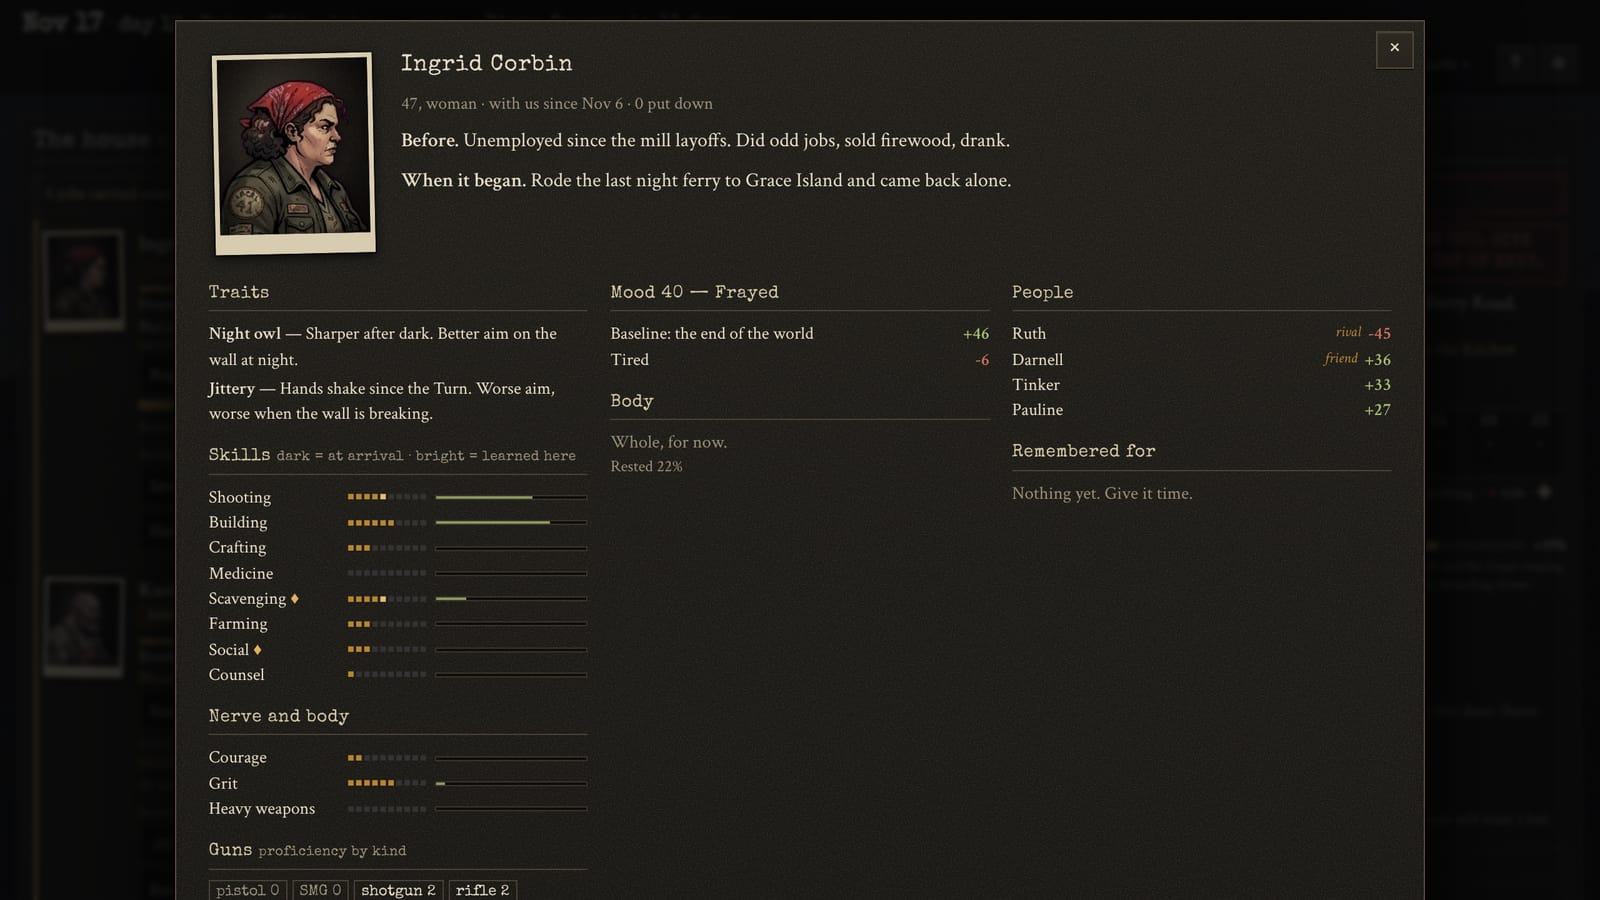 Nov 17
Ingrid Corbin
×
47, woman · with us since Nov 6 · 0 put down
Before. Unemployed since the mill layoffs. Did odd jobs, sold firewood, drank.
When it began. Rode the last night ferry to Grace Island and came back alone.
Traits
Night owl — Sharper after dark. Better aim on the
wall at night.
Jittery — Hands shake since the Turn. Worse aim,
worse when the wall is breaking.
Skills dark = at arrival · bright = learned here
Shooting
Building
Crafting
Medicine
Scavenging ♦
Farming
Social ♦
Counsel
Nerve and body
Courage
Grit
Heavy weapons
Guns proficiency by kind
pistol 0 SMG 0 shotgun 2 rifle 2
Mood 40 — Frayed
Baseline: the end of the world +46
Tired -6
Body
Whole, for now.
Rested 22%
People
Ruth rival -45
Darnell friend +36
Tinker +33
Pauline +27
Remembered for
Nothing yet. Give it time.
The house